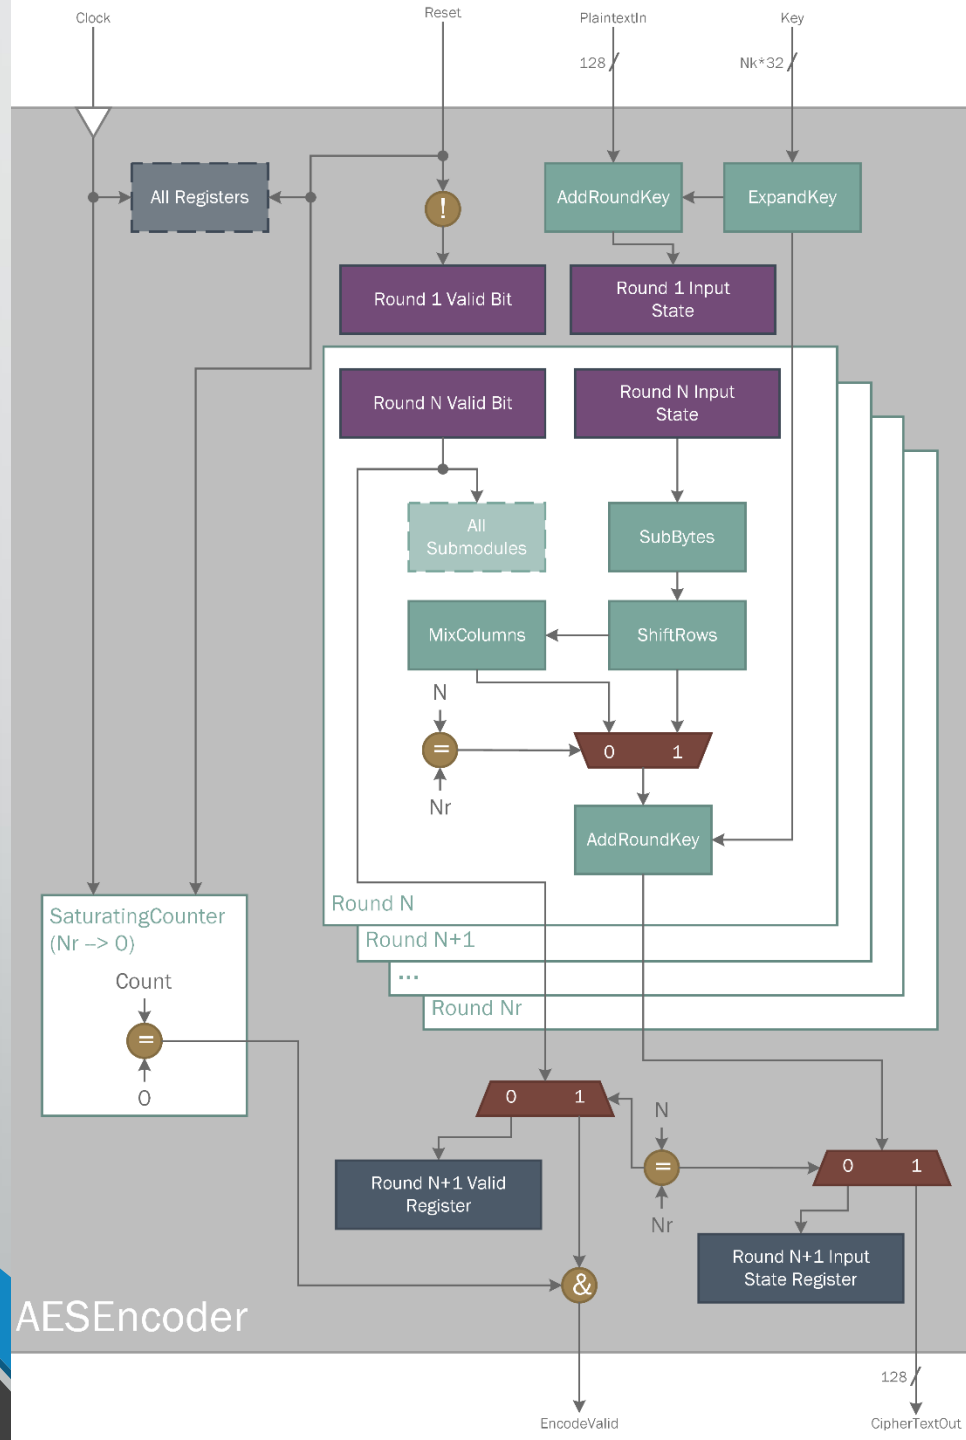 Clock
Reset
PlaintextIn
Key
128
Nk*32
All Registers
!
AddRoundKey
ExpandKey
Round 1 Valid Bit
Round 1 Input
State
Round N Valid Bit
Round N Input
State
All
Submodules
SubBytes
MixColumns
ShiftRows
N
=
0 1
Nr
AddRoundKey
Round N
Round N+1
...
Round Nr
SaturatingCounter
(Nr --> 0)
Count
=
0
0 1
N
=
Nr
0 1
Round N+1 Valid
Register
Round N+1 Input
State Register
&
AESEncoder
128
EncodeValid
CipherTextOut